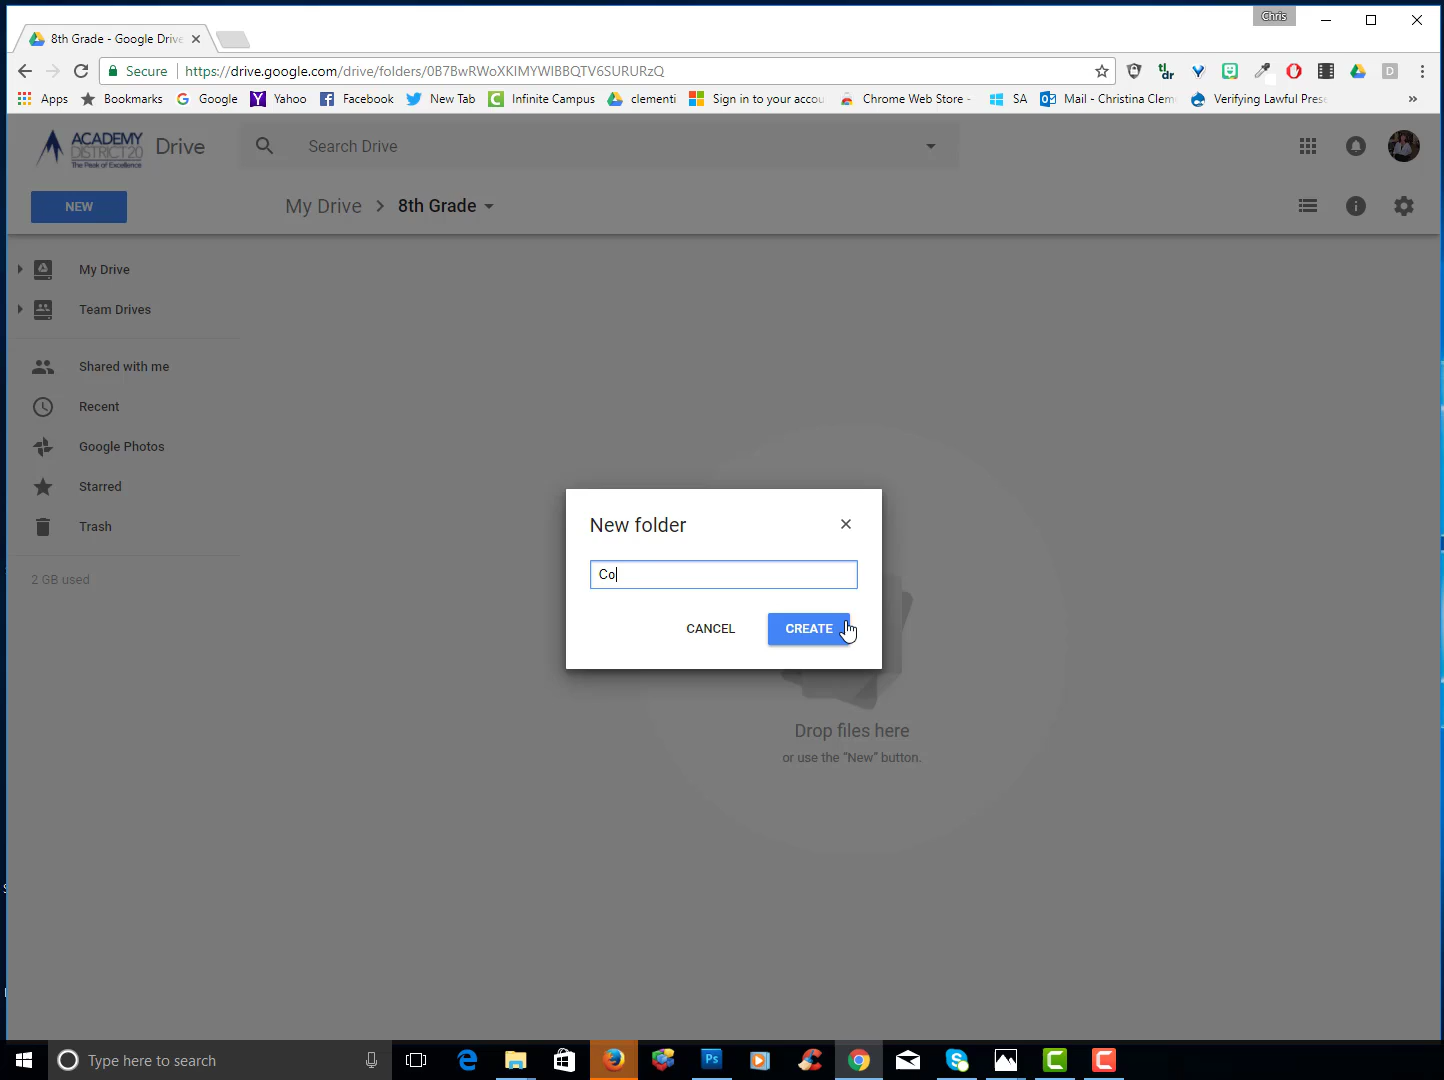 Chris
8th Grade - Google Drive
Secure https://drive.google.com/drive/folders/0B7BwRWoXKIMYWlBBQTV6SURURzQ
Apps Bookmarks Google Yahoo Facebook New Tab Infinite Campus clementi Sign in to your accou Chrome Web Store - SA Mail - Christina Clem Verifying Lawful Pres »
ACADEMY
DISTRICT 20
The Peak of Excellence
Drive
Search Drive
NEW
My Drive > 8th Grade
My Drive
Team Drives
Shared with me
Recent
Google Photos
Starred
Trash
2 GB used
New folder
Co
CANCEL CREATE
Drop files here
or use the "New" button.
Type here to search
Ps